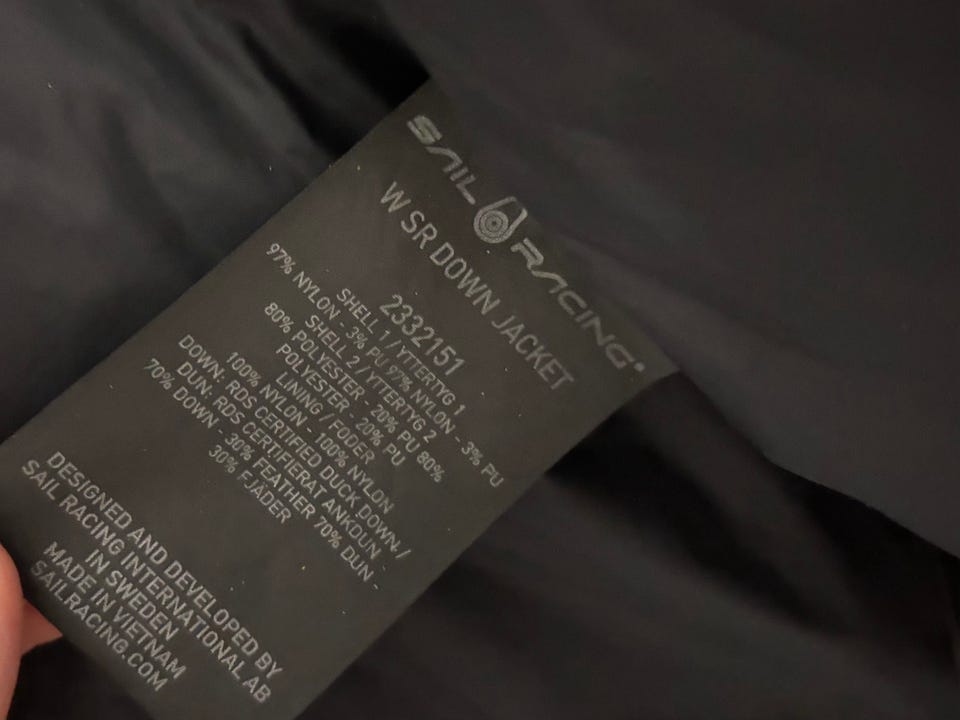 SAIL RACING®
W SR DOWN JACKET
2332151
SHELL 1 / YTTERTYG 1
97% NYLON - 3% PU 97% NYLON - 3% PU
SHELL 2 / YTTERTYG 2
80% POLYESTER - 20% PU 80%
POLYESTER - 20% PU
LINING / FODER
100% NYLON - 100% NYLON
DOWN: RDS CERTIFIED DUCK DOWN- /
DUN: RDS CERTIFIERAT ANKDUN -
70% DOWN - 30% FEATHER 70% DUN -
30% FJÄDER
DESIGNED AND DEVELOPED BY
SAIL RACING INTERNATIONAL AB
IN SWEDEN
MADE IN VIETNAM
SAILRACING.COM